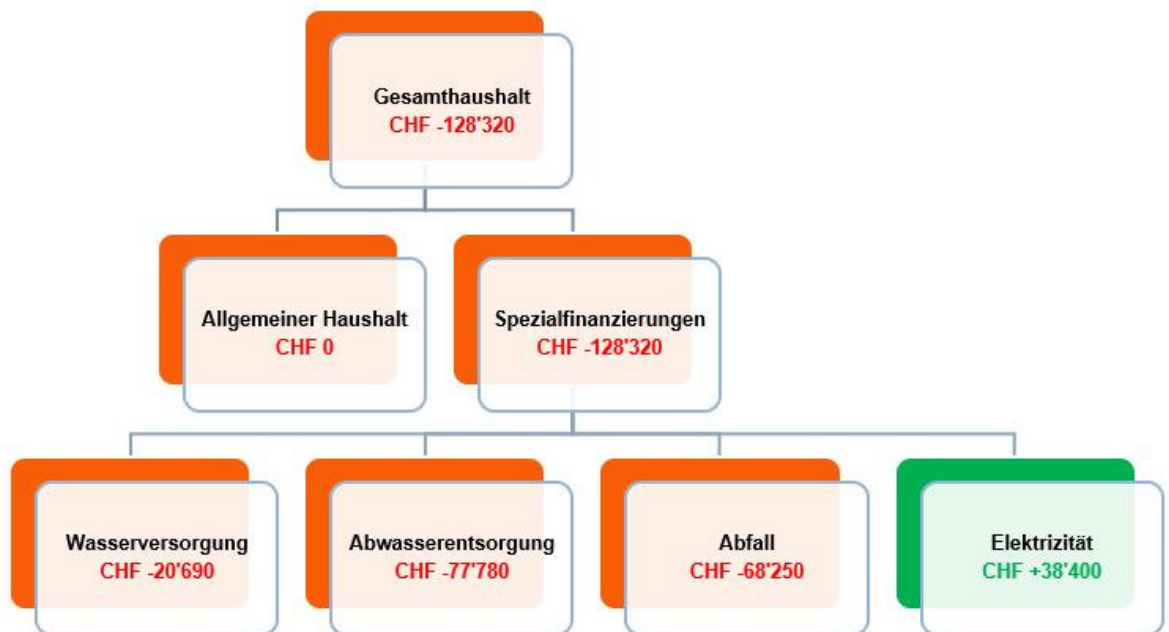 Gesamthaushalt
CHF -128'320
Allgemeiner Haushalt
CHF 0
Spezialfinanzierungen
CHF -128'320
Wasserversorgung
CHF -20'690
Abwasserentsorgung
CHF -77'780
Abfall
CHF -68'250
Elektrizität
CHF +38'400